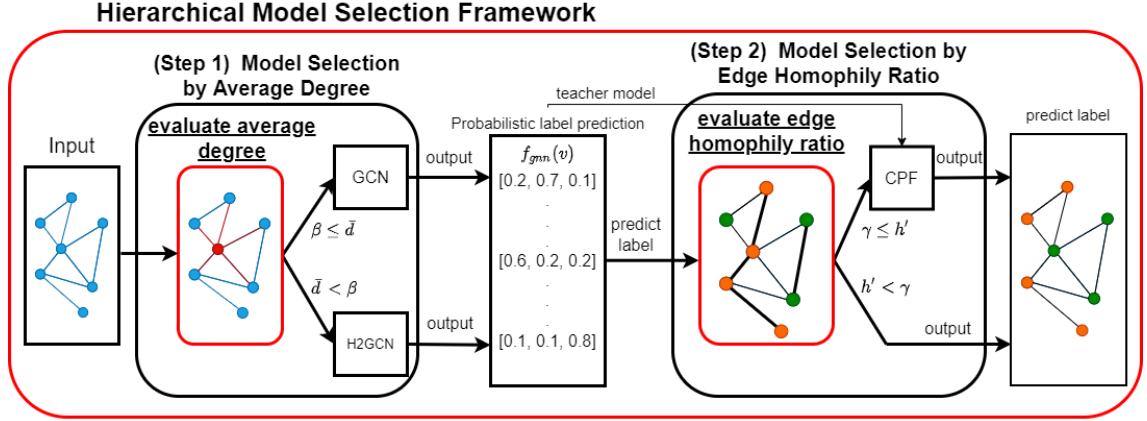 Hierarchical Model Selection Framework
(Step 1) Model Selection
by Average Degree
(Step 2) Model Selection by
Edge Homophily Ratio
Input
evaluate average
degree
GCN
β ≤ d̄
d̄ < β
H2GCN
output
output
teacher model
Probabilistic label prediction
f_{gnn}(v)
[0.2, 0.7, 0.1]
.
.
.
[0.6, 0.2, 0.2]
.
.
.
[0.1, 0.1, 0.8]
predict
label
evaluate edge
homophily ratio
CPF
γ ≤ h′
h′ < γ
output
output
predict label